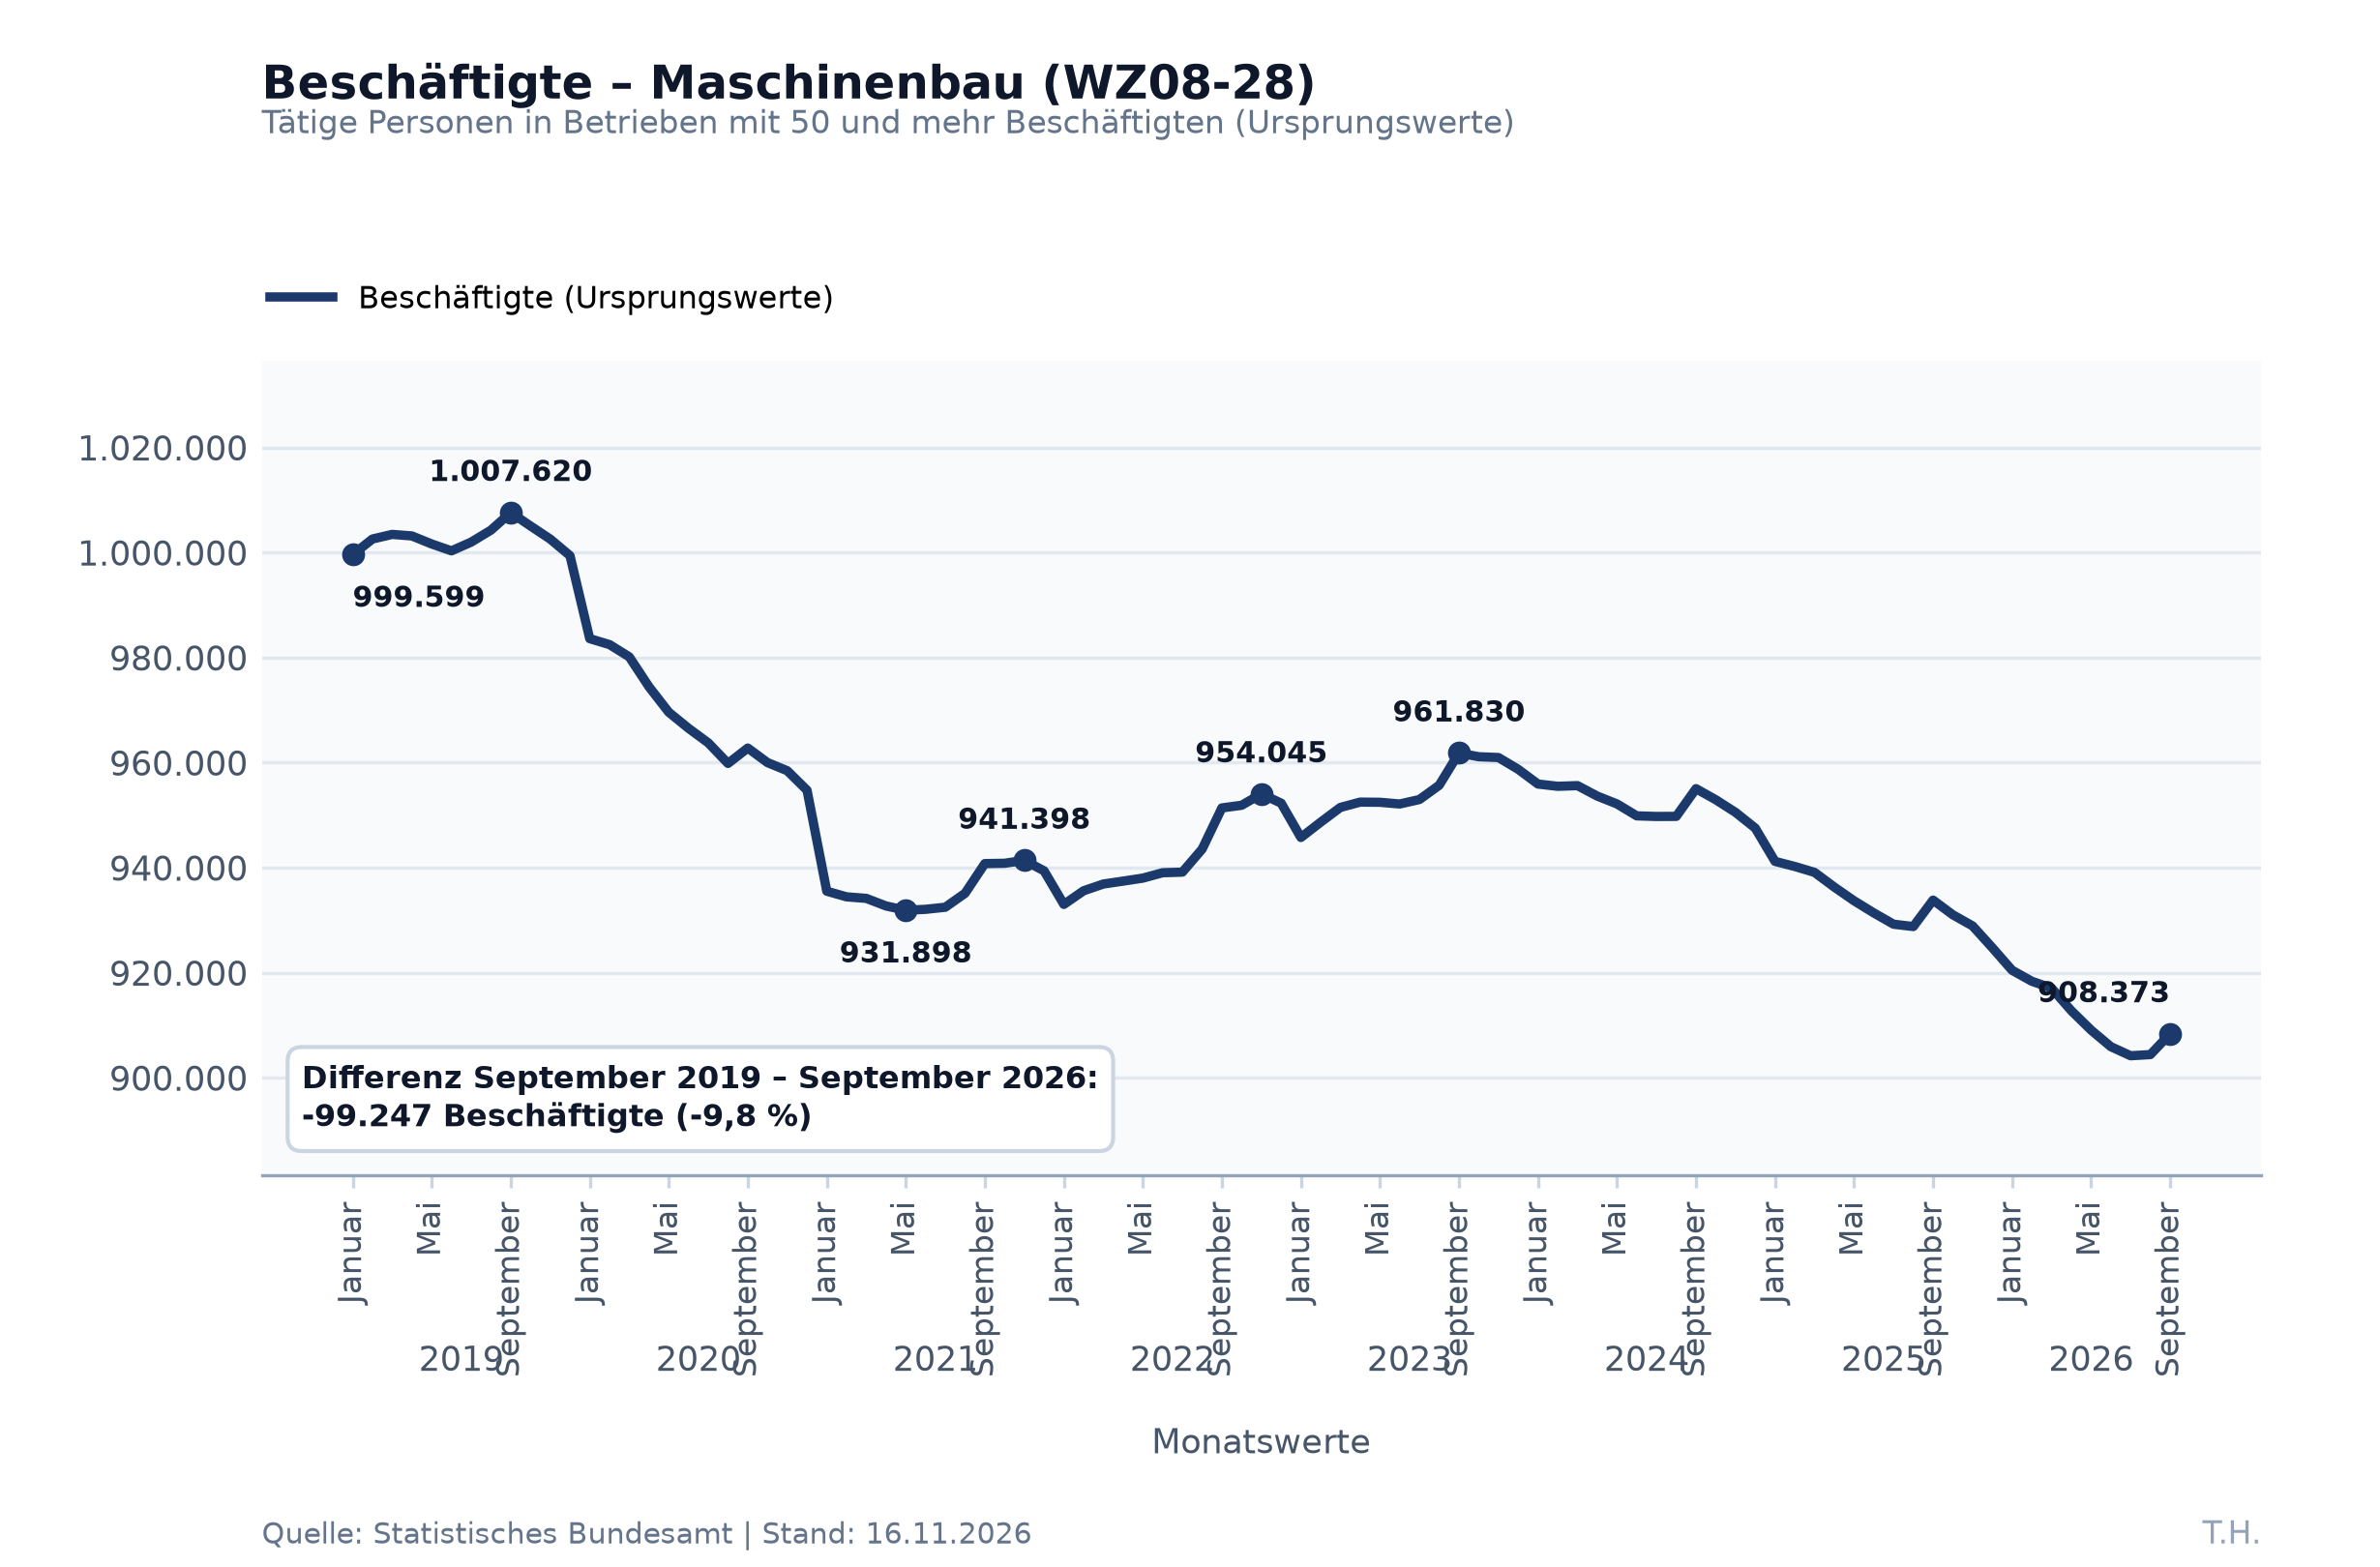 Beschäftigte – Maschinenbau (WZ08-28)
Tätige Personen in Betrieben mit 50 und mehr Beschäftigten (Ursprungswerte)
Beschäftigte (Ursprungswerte)
1.020.000
1.000.000
980.000
960.000
940.000
920.000
900.000
999.599
1.007.620
931.898
941.398
954.045
961.830
908.373
Differenz September 2019 – September 2026:
-99.247 Beschäftigte (-9,8 %)
Januar
Mai
September
Januar
Mai
September
Januar
Mai
September
Januar
Mai
September
Januar
Mai
September
Januar
Mai
September
Januar
Mai
September
Januar
Mai
September
2019
2020
2021
2022
2023
2024
2025
2026
Monatswerte
Quelle: Statistisches Bundesamt | Stand: 16.11.2026
T.H.